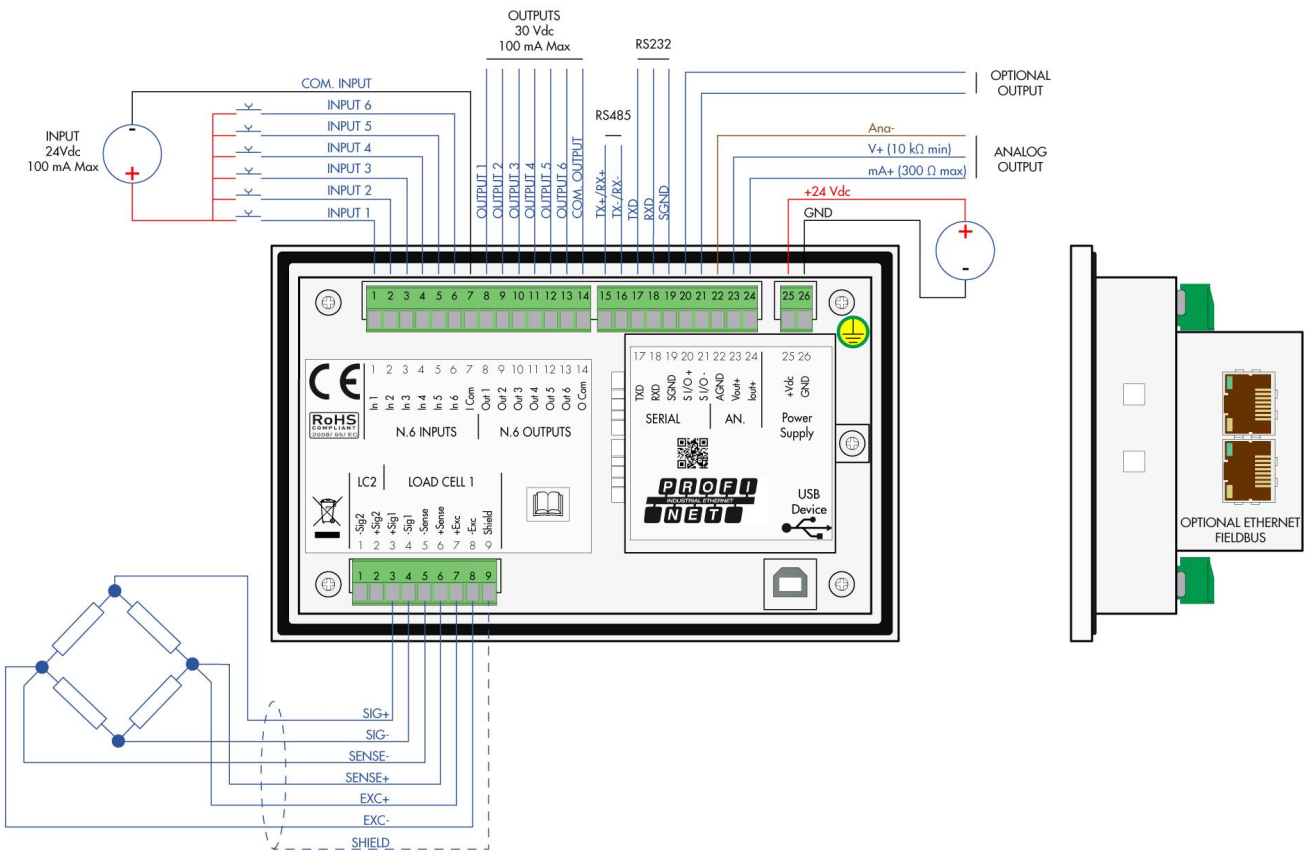 OUTPUTS
30 Vdc
100 mA Max
RS232
COM. INPUT
INPUT 6
INPUT 5
INPUT 4
INPUT 3
INPUT 2
INPUT 1
INPUT
24Vdc
100 mA Max
-
+
OUTPUT 1
OUTPUT 2
OUTPUT 3
OUTPUT 4
OUTPUT 5
OUTPUT 6
COM. OUTPUT
RS485
TX+/RX+
TX-/RX-
TXD
RXD
SGND
OPTIONAL
OUTPUT
Ana-
V+ (10 kΩ min)
mA+ (300 Ω max)
ANALOG
OUTPUT
+24 Vdc
GND
+
-
1 2 3 4 5 6 7 8 9 10 11 12 13 14
15 16 17 18 19 20 21 22 23 24
25 26
CE
RoHS
COMPLIANT
2008/95/EG
1 2 3 4 5 6 7 8 9 10 11 12 13 14
In 1
In 2
In 3
In 4
In 5
In 6
I Com
Out 1
Out 2
Out 3
Out 4
Out 5
Out 6
O Com
N.6 INPUTS
N.6 OUTPUTS
17 18 19 20 21 22 23 24 25 26
TXD
RXD
SGND
S I/O +
S I/O -
AGND
Vout+
Iout+
+Vdc
GND
SERIAL
AN.
Power
Supply
PROFI
INDUSTRIAL ETHERNET
NET
USB
Device
LC2
LOAD CELL 1
-Sig2
+Sig2
+Sig1
-Sig1
-Sense
+Sense
+Exc
-Exc
Shield
1 2 3 4 5 6 7 8 9
1 2 3 4 5 6 7 8 9
OPTIONAL ETHERNET
FIELDBUS
SIG+
SIG-
SENSE-
SENSE+
EXC+
EXC-
SHIELD